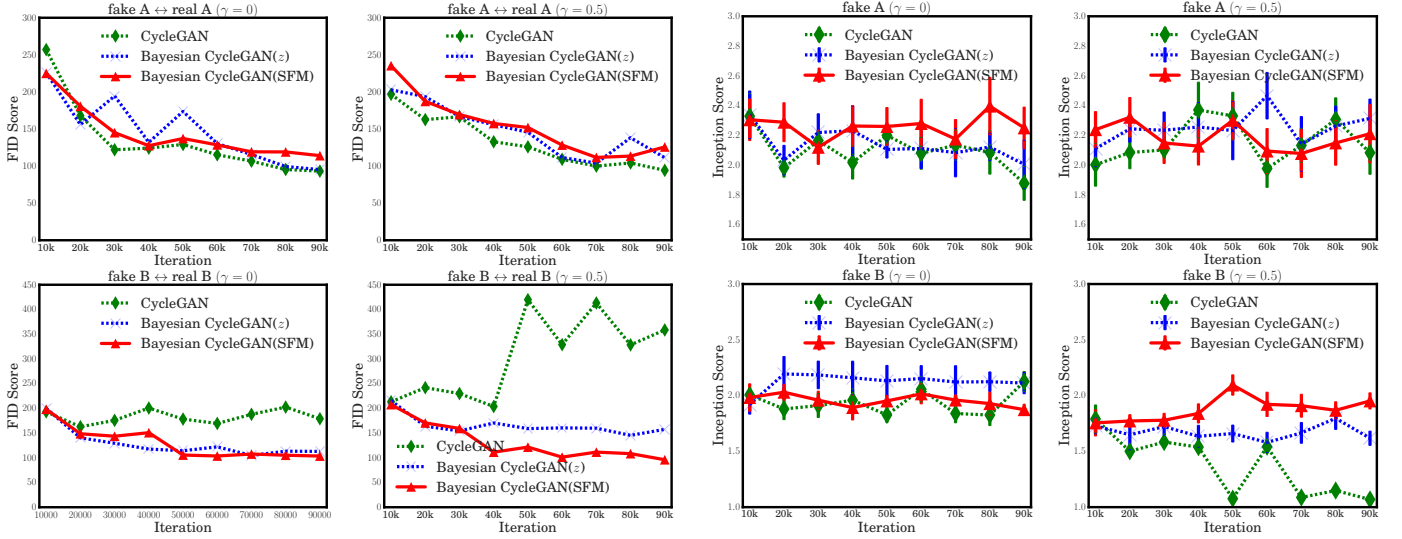 fake A ↔ real A (γ = 0)
300
250
200
150
100
50
0
FID Score
CycleGAN
Bayesian CycleGAN(z)
Bayesian CycleGAN(SFM)
10k 20k 30k 40k 50k 60k 70k 80k 90k
Iteration
fake A ↔ real A (γ = 0.5)
300
250
200
150
100
50
0
FID Score
CycleGAN
Bayesian CycleGAN(z)
Bayesian CycleGAN(SFM)
10k 20k 30k 40k 50k 60k 70k 80k 90k
Iteration
fake A (γ = 0)
3.0
2.8
2.6
2.4
2.2
2.0
1.8
1.6
1.4
Inception Score
CycleGAN
Bayesian CycleGAN(z)
Bayesian CycleGAN(SFM)
10k 20k 30k 40k 50k 60k 70k 80k 90k
Iteration
fake A (γ = 0.5)
3.0
2.8
2.6
2.4
2.2
2.0
1.8
1.6
1.4
Inception Score
CycleGAN
Bayesian CycleGAN(z)
Bayesian CycleGAN(SFM)
10k 20k 30k 40k 50k 60k 70k 80k 90k
Iteration
fake B ↔ real B (γ = 0)
450
400
350
300
250
200
150
100
50
0
FID Score
CycleGAN
Bayesian CycleGAN(z)
Bayesian CycleGAN(SFM)
10000 20000 30000 40000 50000 60000 70000 80000 90000
Iteration
fake B ↔ real B (γ = 0.5)
450
400
350
300
250
200
150
100
50
0
FID Score
CycleGAN
Bayesian CycleGAN(z)
Bayesian CycleGAN(SFM)
10k 20k 30k 40k 50k 60k 70k 80k 90k
Iteration
fake B (γ = 0)
3.0
2.5
2.0
1.5
1.0
Inception Score
CycleGAN
Bayesian CycleGAN(z)
Bayesian CycleGAN(SFM)
10k 20k 30k 40k 50k 60k 70k 80k 90k
Iteration
fake B (γ = 0.5)
3.0
2.5
2.0
1.5
1.0
Inception Score
CycleGAN
Bayesian CycleGAN(z)
Bayesian CycleGAN(SFM)
10k 20k 30k 40k 50k 60k 70k 80k 90k
Iteration